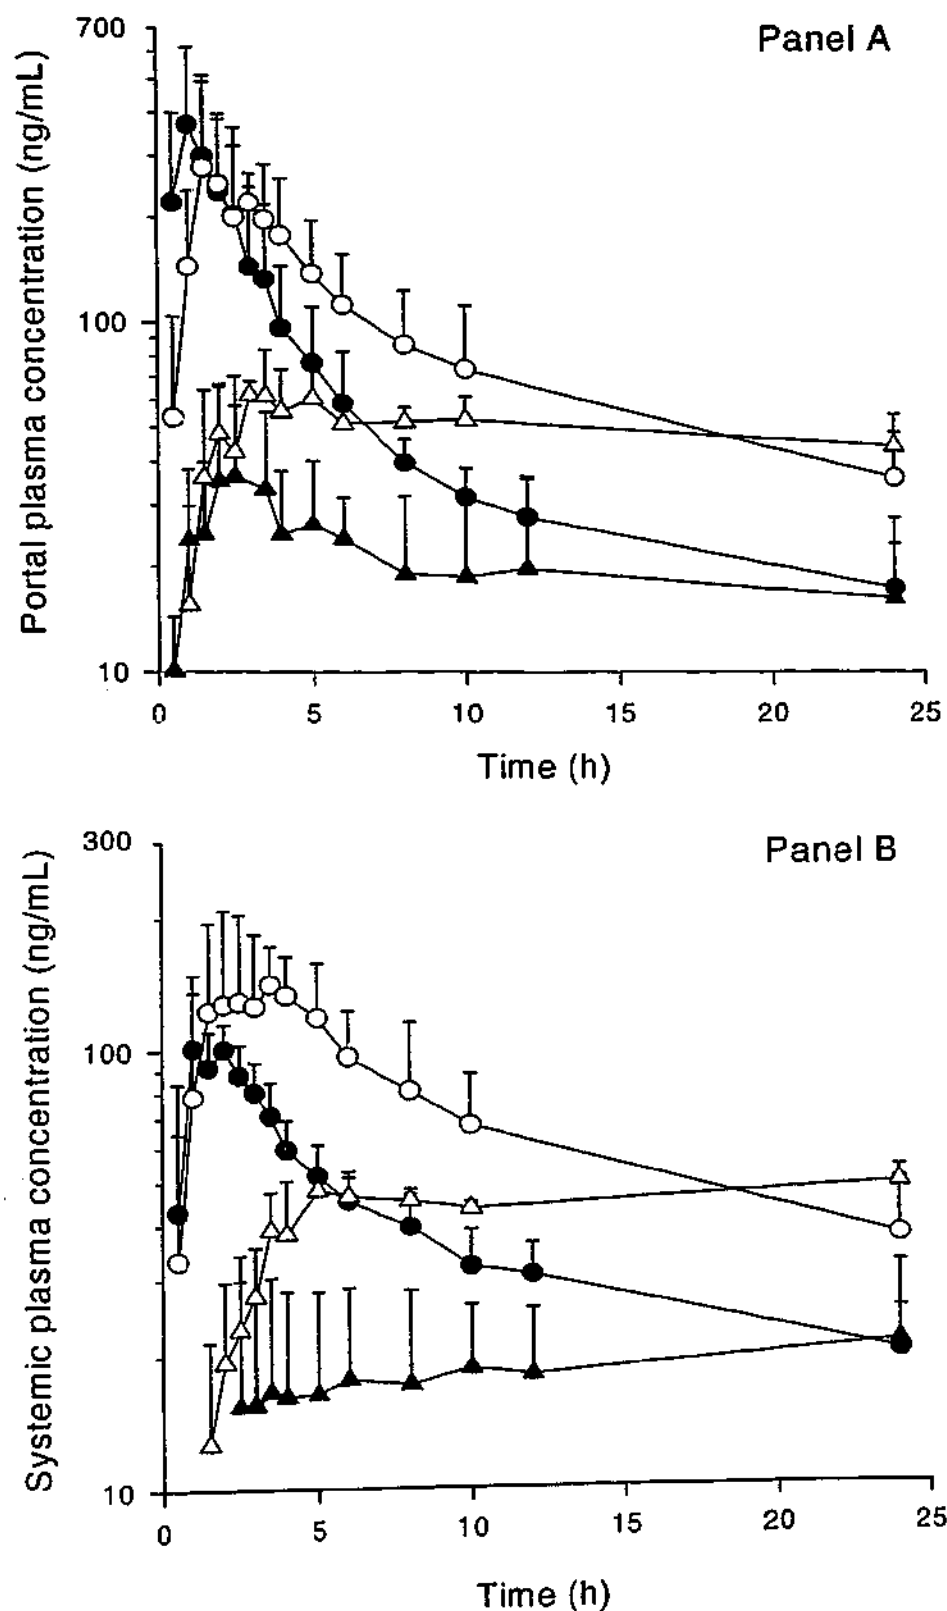 Panel A
Portal plasma concentration (ng/mL)
700
100
10
0 5 10 15 20 25
Time (h)
Panel B
Systemic plasma concentration (ng/mL)
300
100
10
0 5 10 15 20 25
Time (h)